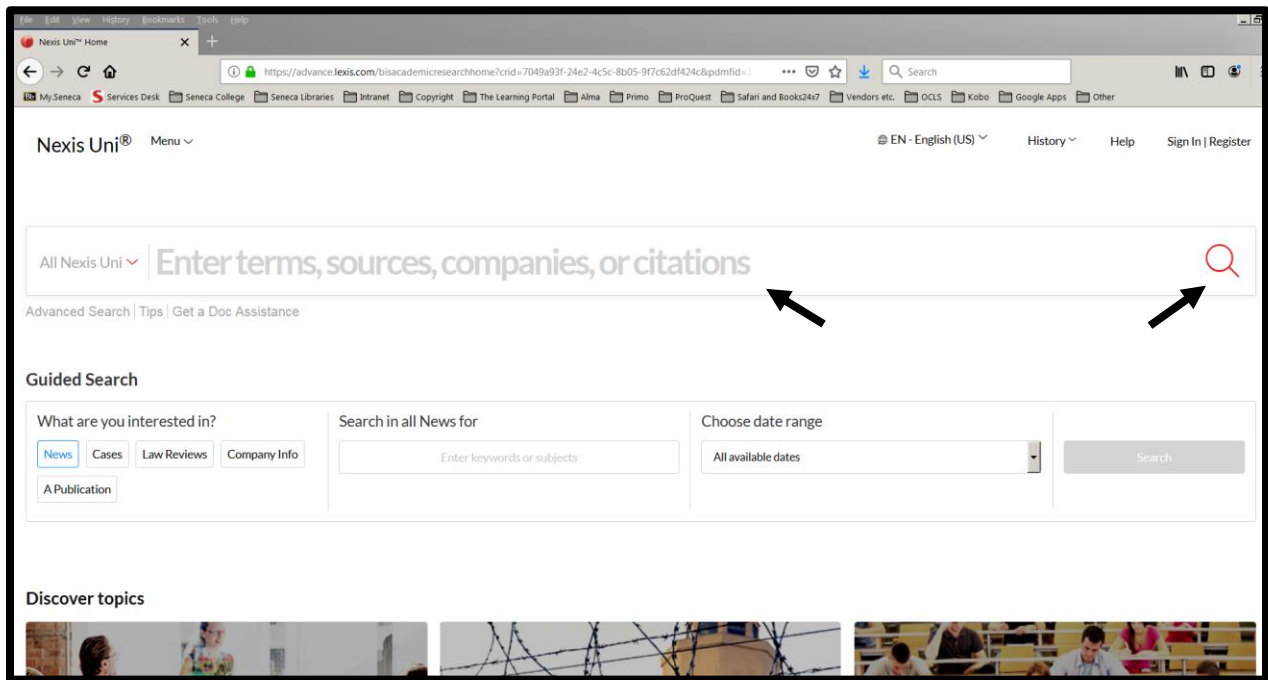 File Edit View History Bookmarks Tools Help
Nexis Uni™ Home
https://advance.lexis.com/bisacademicresearchhome?crid=7049a93f-24e2-4c5c-8b05-9f7c62df424c&pdmfid=
Search
My.Seneca Services Desk Seneca College Seneca Libraries Intranet Copyright The Learning Portal Alma Primo ProQuest Safari and Books24x7 Vendors etc. OCLS Kobo Google Apps Other
Nexis Uni® Menu EN - English (US) History Help Sign In | Register
All Nexis Uni Enter terms, sources, companies, or citations
Advanced Search | Tips | Get a Doc Assistance
Guided Search
What are you interested in? Search in all News for Choose date range
News Cases Law Reviews Company Info Enter keywords or subjects All available dates Search
A Publication
Discover topics